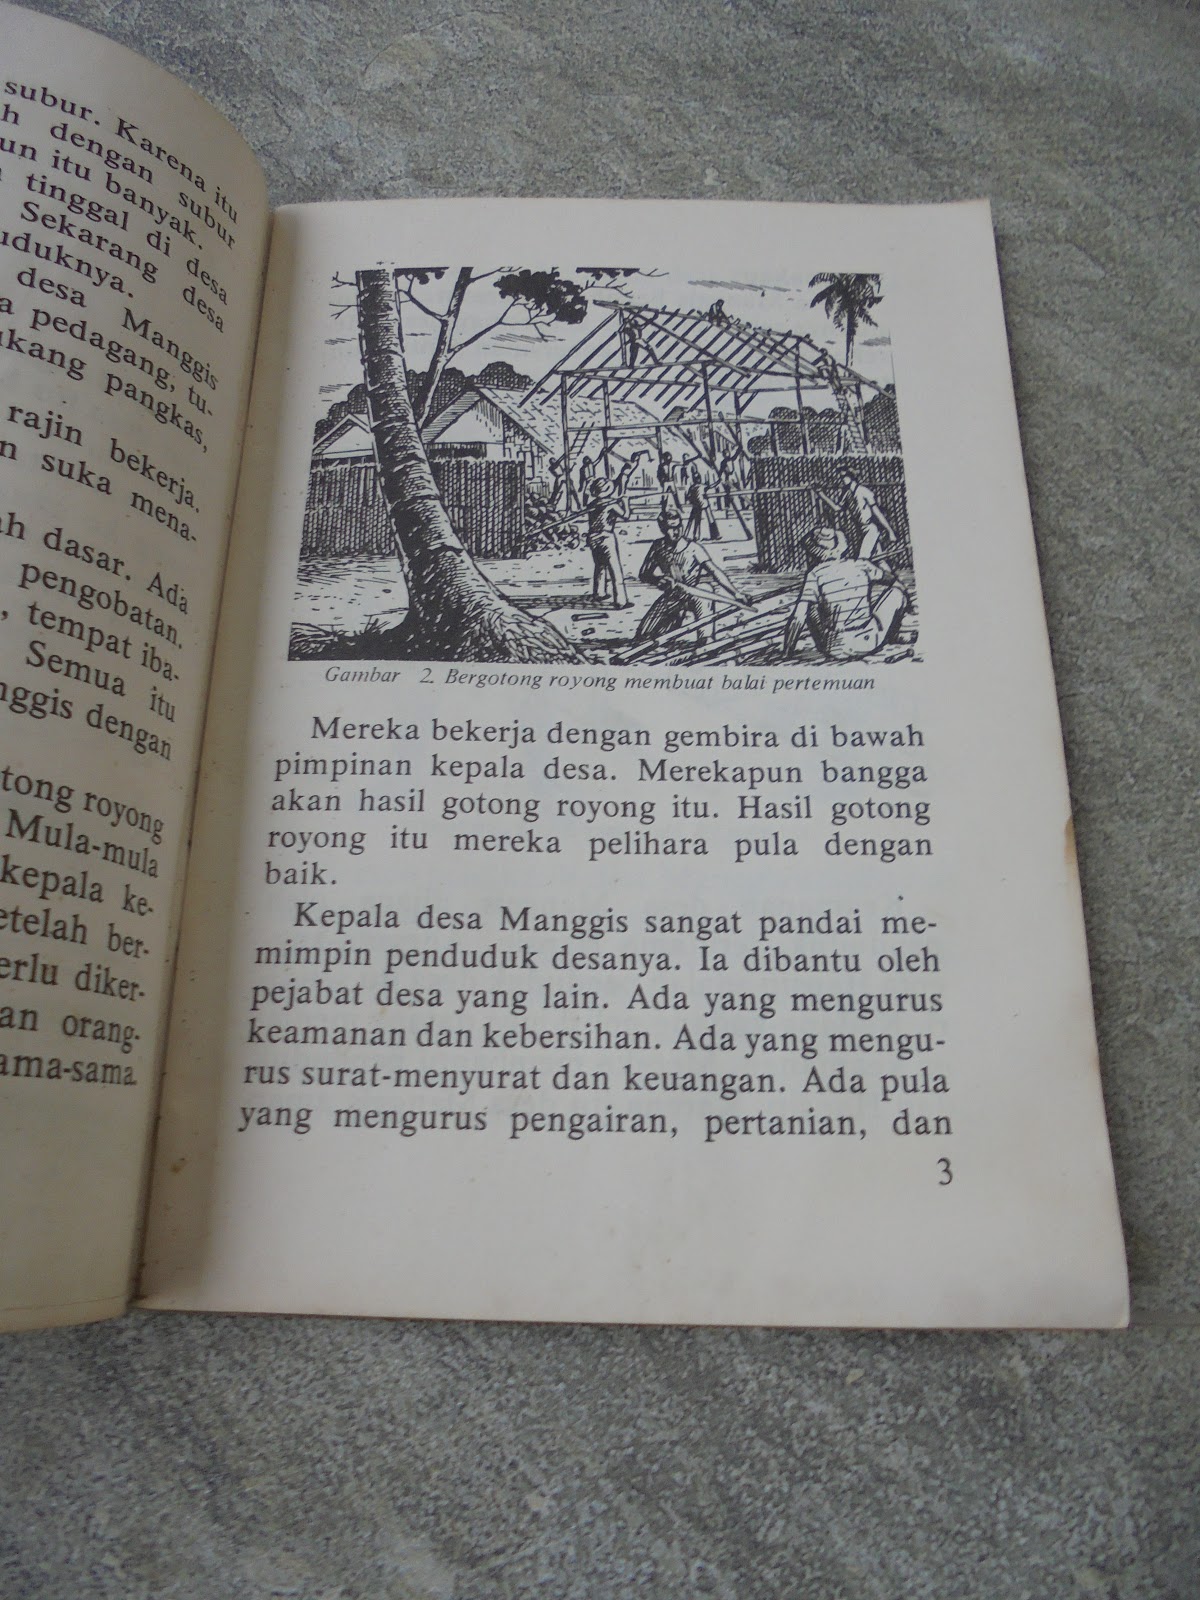 subur. Karena itu
dengan subur
itu banyak.
tinggal di desa
Sekarang desa
desa Manggis
pedagang, tu-
pangkas,
rajin bekerja.
suka mena-
dasar. Ada
pengobatan.
, tempat iba-
Semua itu
dengan
royong
Mula-mula
kepala ke-
ber-
diker-
orang-
Gambar 2. Bergotong royong membuat balai pertemuan
Mereka bekerja dengan gembira di bawah
pimpinan kepala desa. Merekapun bangga
akan hasil gotong royong itu. Hasil gotong
royong itu mereka pelihara pula dengan
baik.
Kepala desa Manggis sangat pandai me-
mimpin penduduk desanya. Ia dibantu oleh
pejabat desa yang lain. Ada yang mengurus
keamanan dan kebersihan. Ada yang mengu-
rus surat-menyurat dan keuangan. Ada pula
yang mengurus pengairan, pertanian, dan
3